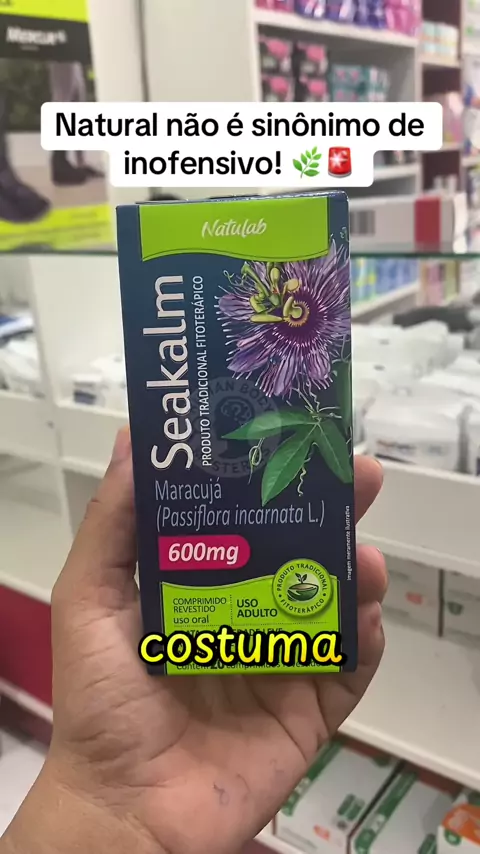 Natural não é sinônimo de
inofensivo! 🌿🚨
Natulab
Seakalm
PRODUTO TRADICIONAL FITOTERÁPICO
Maracujá
(Passiflora incarnata L.)
600mg
Imagem meramente ilustrativa
PRODUTO TRADICIONAL
FITOTERÁPICO
COMPRIMIDO
REVESTIDO
uso oral
USO
ADULTO
costuma